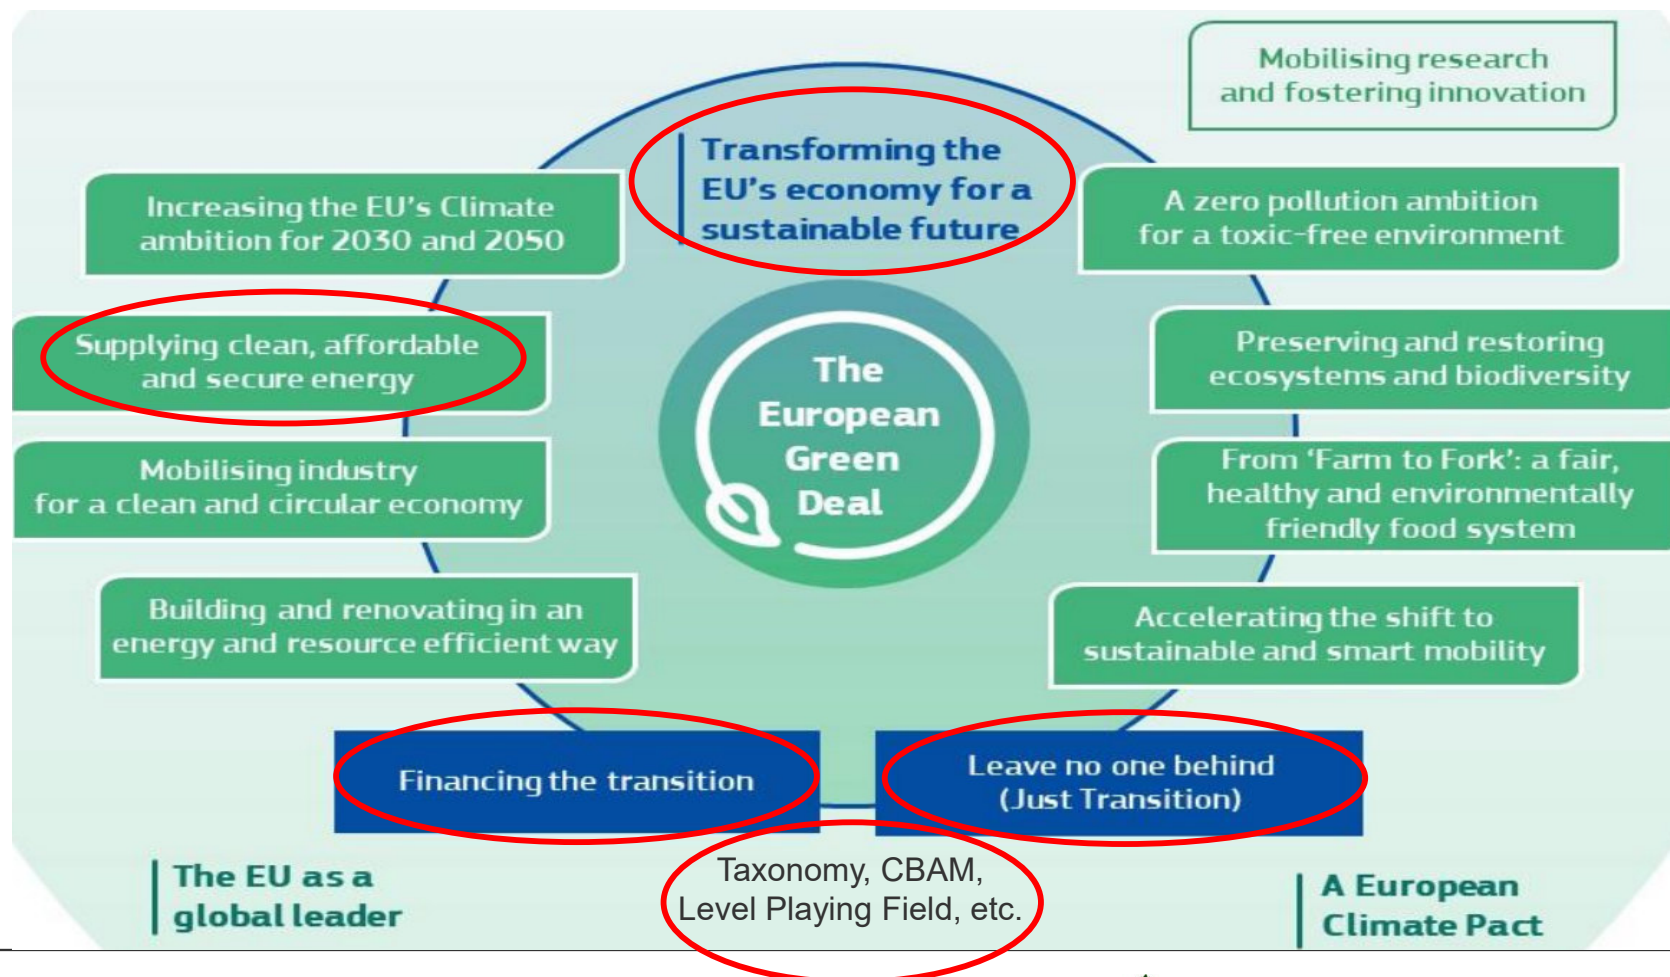 Mobilising research
and fostering innovation
Transforming the
EU's economy for a
sustainable future
Increasing the EU's Climate
ambition for 2030 and 2050
A zero pollution ambition
for a toxic-free environment
Supplying clean, affordable
and secure energy
Preserving and restoring
ecosystems and biodiversity
The
European
Green
Deal
Mobilising industry
for a clean and circular economy
From ‘Farm to Fork’: a fair,
healthy and environmentally
friendly food system
Building and renovating in an
energy and resource efficient way
Accelerating the shift to
sustainable and smart mobility
Financing the transition
Leave no one behind
(Just Transition)
The EU as a
global leader
Taxonomy, CBAM,
Level Playing Field, etc.
A European
Climate Pact